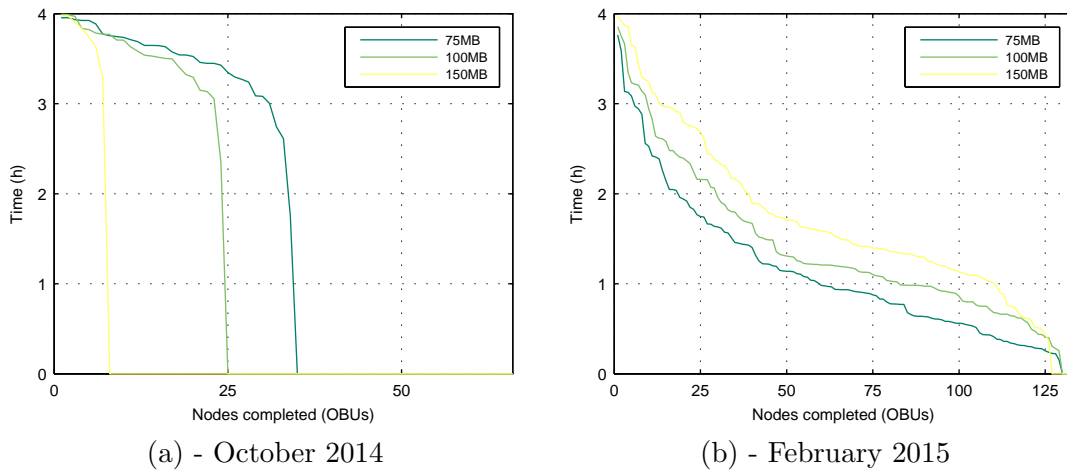 4
3
2
1
0
Time (h)
0
25
50
Nodes completed (OBUs)
75MB
100MB
150MB
(a) - October 2014
4
3
2
1
0
Time (h)
0
25
50
75
100
125
Nodes completed (OBUs)
75MB
100MB
150MB
(b) - February 2015